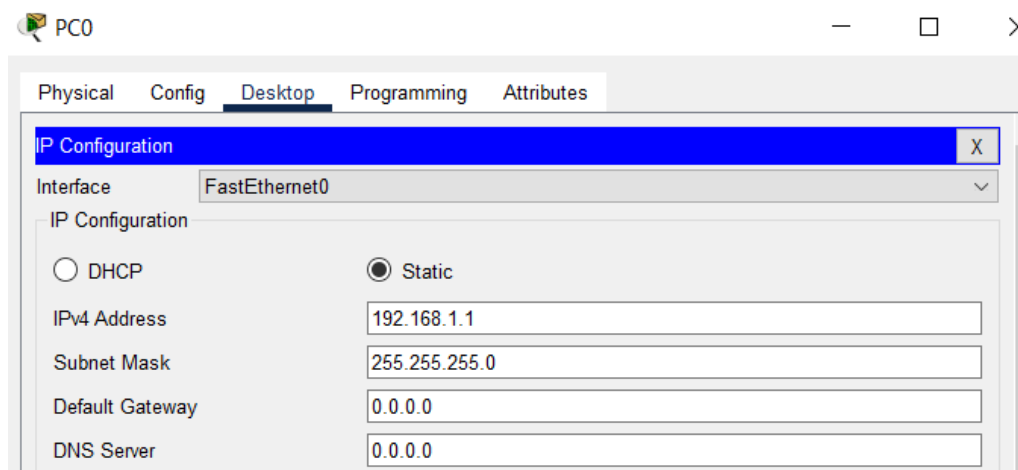 PC0
Physical Config Desktop Programming Attributes
IP Configuration X
Interface FastEthernet0
IP Configuration
DHCP Static
IPv4 Address 192.168.1.1
Subnet Mask 255.255.255.0
Default Gateway 0.0.0.0
DNS Server 0.0.0.0